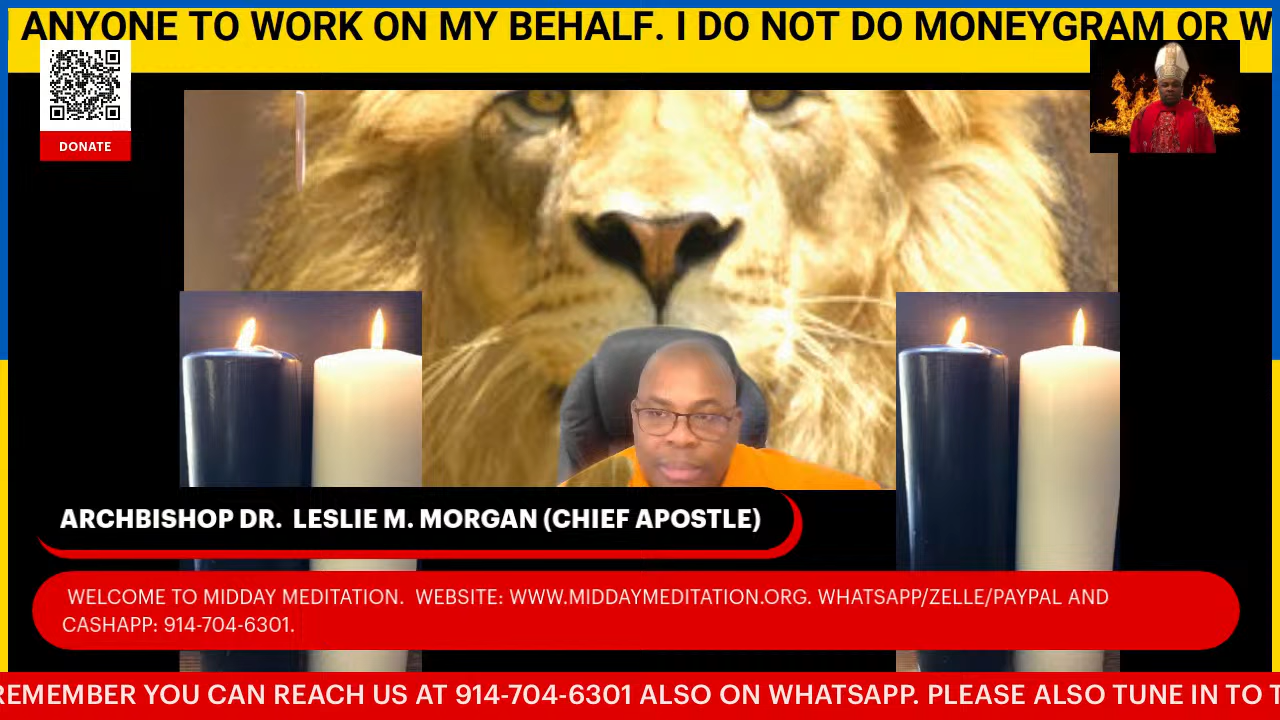 ANYONE TO WORK ON MY BEHALF. I DO NOT DO MONEYGRAM OR
DONATE
ARCHBISHOP DR. LESLIE M. MORGAN (CHIEF APOSTLE)
WELCOME TO MIDDAY MEDITATION. WEBSITE: WWW.MIDDAYMEDITATION.ORG. WHATSAPP/ZELLE/PAYPAL AND
CASHAPP: 914-704-6301.
REMEMBER YOU CAN REACH US AT 914-704-6301 ALSO ON WHATSAPP. PLEASE ALSO TUNE IN TO